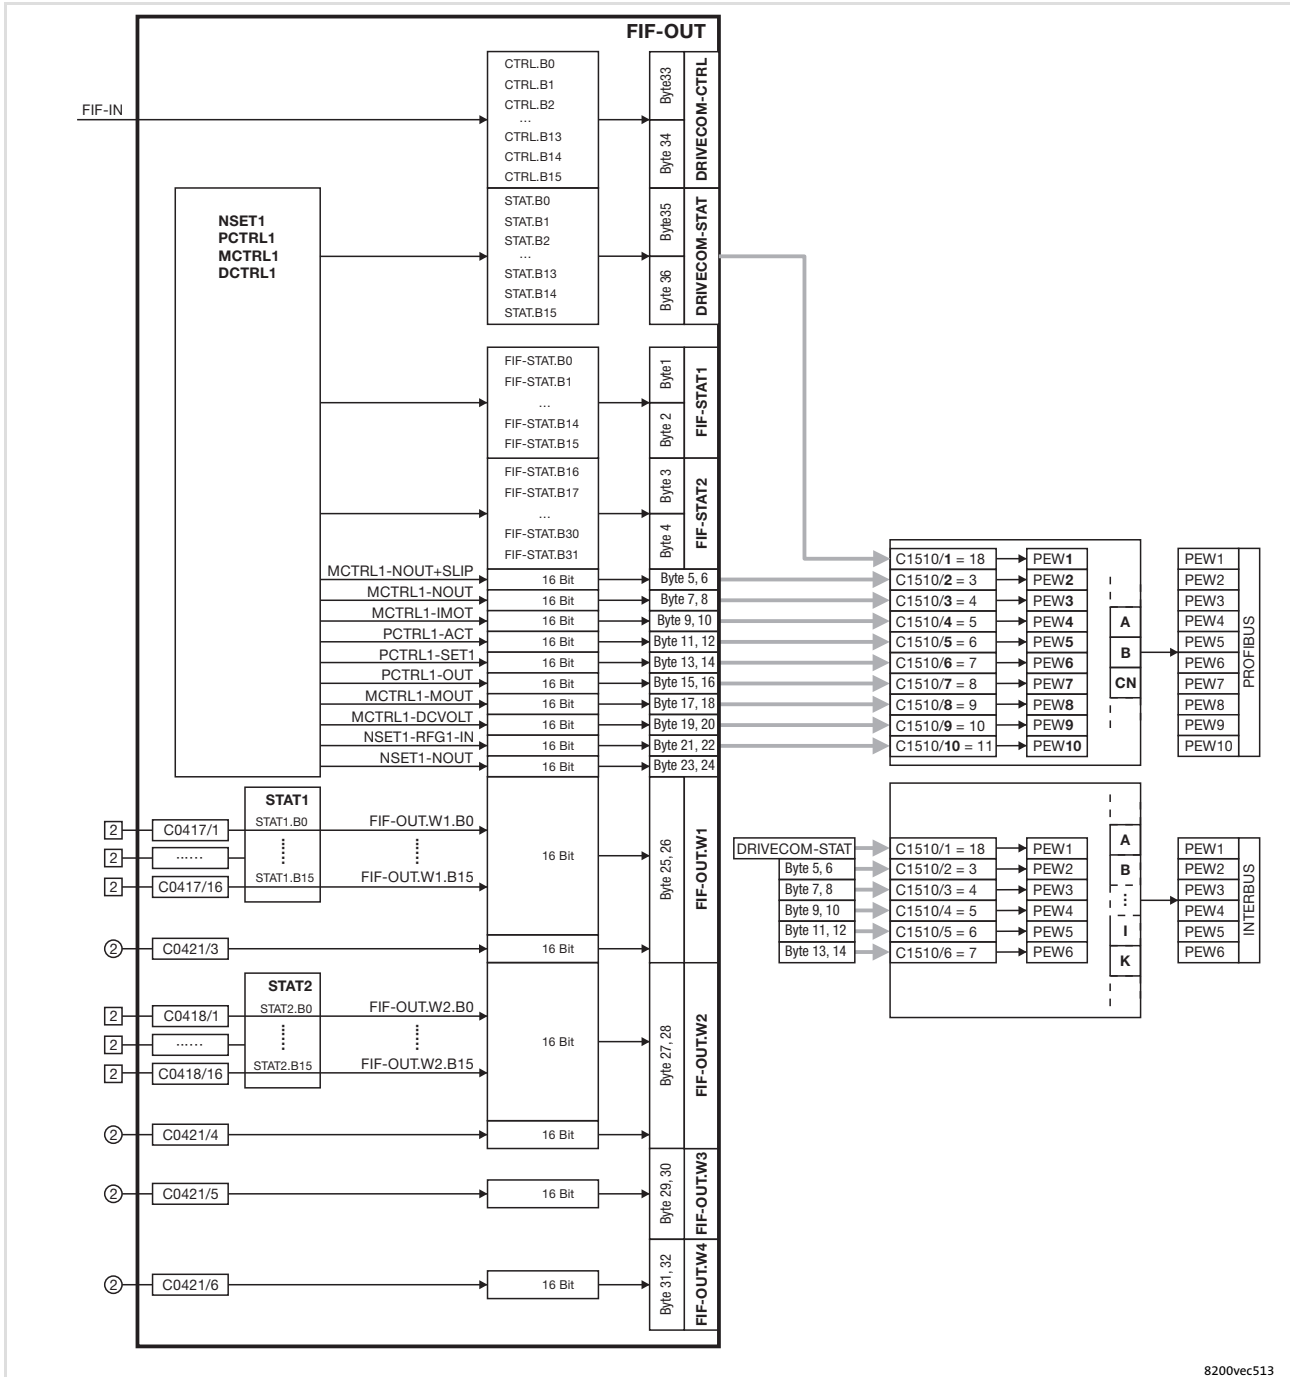 FIF-OUT
FIF-IN
CTRL.B0
CTRL.B1
CTRL.B2
...
CTRL.B13
CTRL.B14
CTRL.B15
Byte33
Byte 34
DRIVECOM-CTRL
NSET1
PCTRL1
MCTRL1
DCTRL1
STAT.B0
STAT.B1
STAT.B2
...
STAT.B13
STAT.B14
STAT.B15
Byte35
Byte 36
DRIVECOM-STAT
FIF-STAT.B0
FIF-STAT.B1
...
FIF-STAT.B14
FIF-STAT.B15
Byte1
Byte 2
FIF-STAT1
FIF-STAT.B16
FIF-STAT.B17
...
FIF-STAT.B30
FIF-STAT.B31
Byte 3
Byte 4
FIF-STAT2
MCTRL1-NOUT+SLIP 16 Bit Byte 5, 6
MCTRL1-NOUT 16 Bit Byte 7, 8
MCTRL1-IMOT 16 Bit Byte 9, 10
PCTRL1-ACT 16 Bit Byte 11, 12
PCTRL1-SET1 16 Bit Byte 13, 14
PCTRL1-OUT 16 Bit Byte 15, 16
MCTRL1-MOUT 16 Bit Byte 17, 18
MCTRL1-DCVOLT 16 Bit Byte 19, 20
NSET1-RFG1-IN 16 Bit Byte 21, 22
NSET1-NOUT 16 Bit Byte 23, 24
C1510/1 = 18 PEW1
C1510/2 = 3 PEW2
C1510/3 = 4 PEW3
C1510/4 = 5 PEW4
C1510/5 = 6 PEW5
C1510/6 = 7 PEW6
C1510/7 = 8 PEW7
C1510/8 = 9 PEW8
C1510/9 = 10 PEW9
C1510/10 = 11 PEW10
A
B
CN
PEW1
PEW2
PEW3
PEW4
PEW5
PEW6
PEW7
PEW8
PEW9
PEW10
PROFIBUS
STAT1
2 C0417/1 STAT1.B0 FIF-OUT.W1.B0
2 ......
2 C0417/16 STAT1.B15 FIF-OUT.W1.B15
16 Bit
2 C0421/3 16 Bit
Byte 25, 26
FIF-OUT.W1
STAT2
2 C0418/1 STAT2.B0 FIF-OUT.W2.B0
2 ......
2 C0418/16 STAT2.B15 FIF-OUT.W2.B15
16 Bit
2 C0421/4 16 Bit
Byte 27, 28
FIF-OUT.W2
2 C0421/5 16 Bit
Byte 29, 30
FIF-OUT.W3
2 C0421/6 16 Bit
Byte 31, 32
FIF-OUT.W4
DRIVECOM-STAT C1510/1 = 18 PEW1
Byte 5, 6 C1510/2 = 3 PEW2
Byte 7, 8 C1510/3 = 4 PEW3
Byte 9, 10 C1510/4 = 5 PEW4
Byte 11, 12 C1510/5 = 6 PEW5
Byte 13, 14 C1510/6 = 7 PEW6
A
B
I
K
PEW1
PEW2
PEW3
PEW4
PEW5
PEW6
INTERBUS
8200vec513